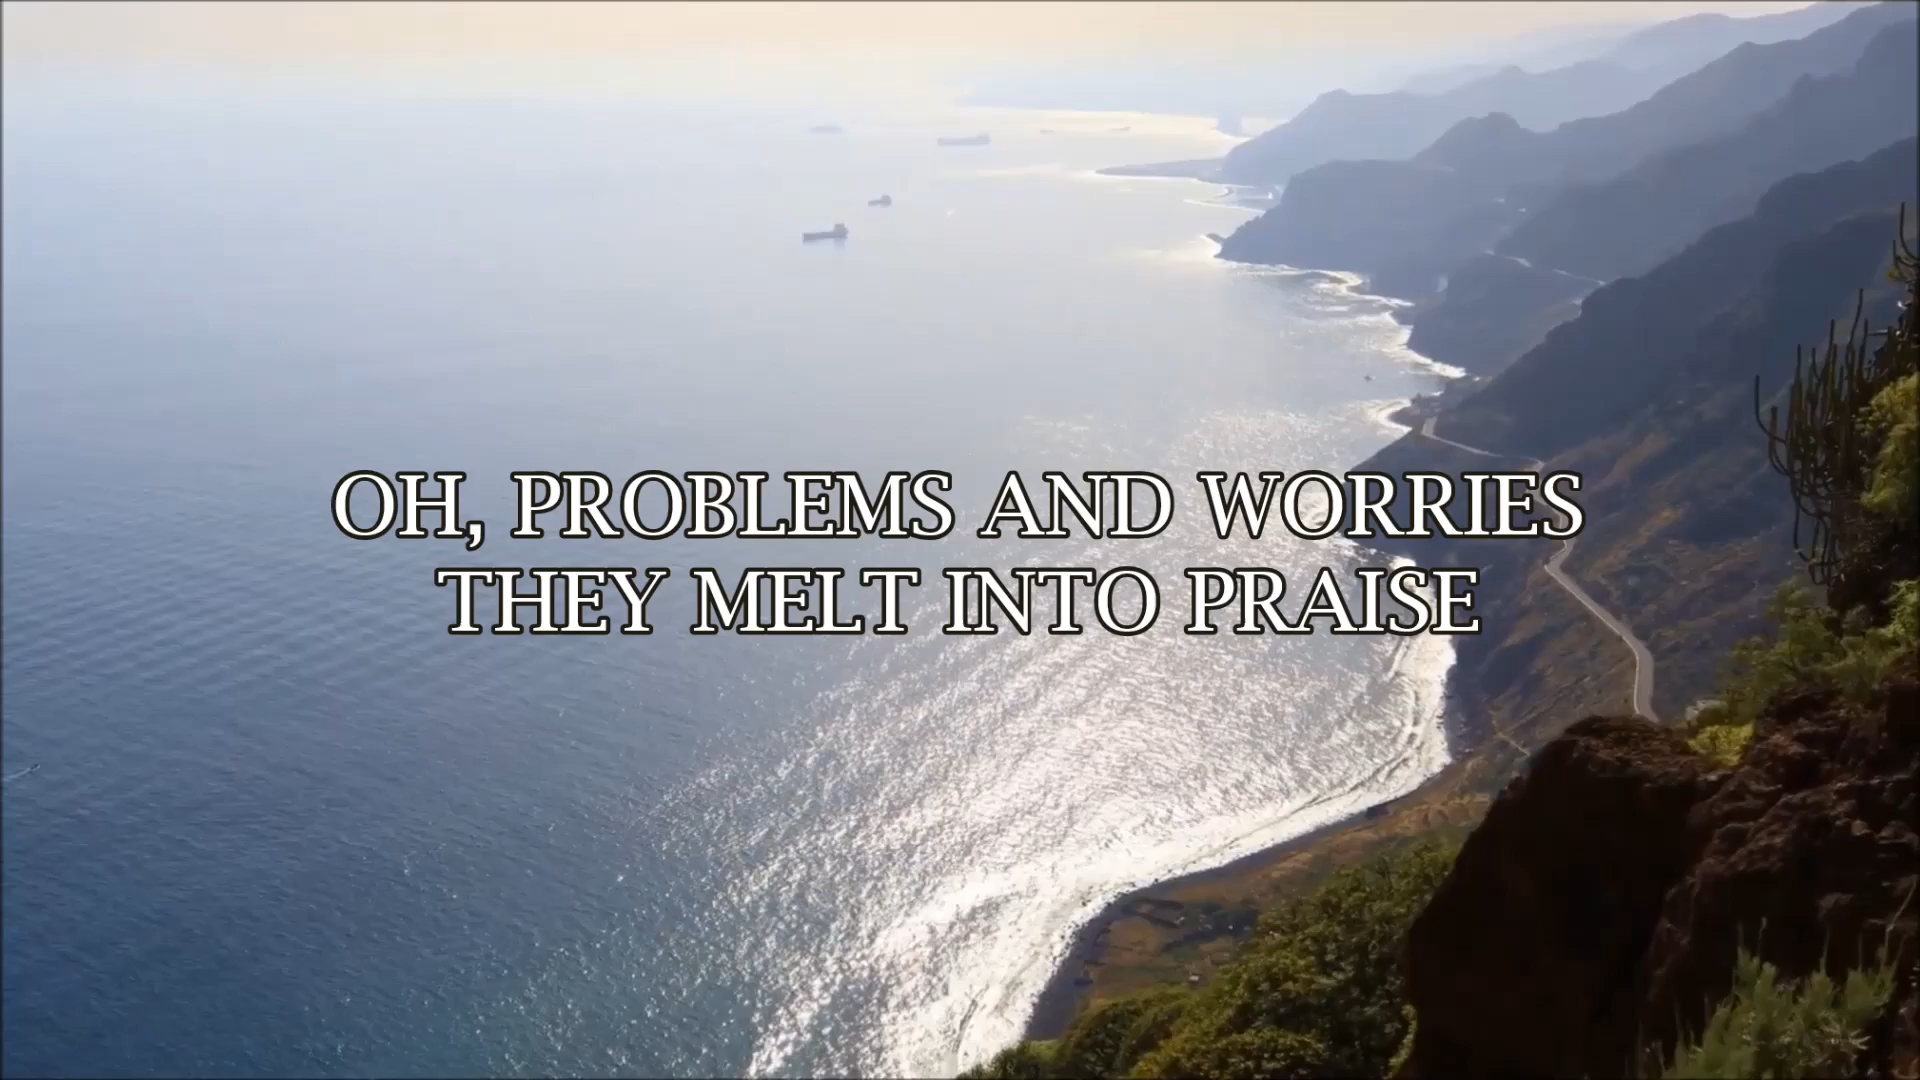 OH, PROBLEMS AND WORRIES
THEY MELT INTO PRAISE